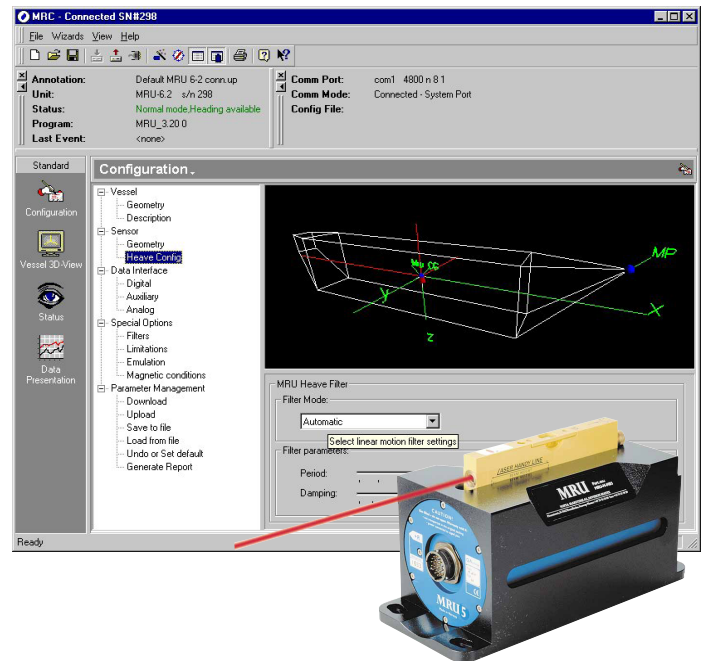 MRC - Connected SN#298
File Wizards View Help
Annotation: Default MRU 6-2 conn.up
Unit: MRU-6.2 s/n 298
Status: Normal mode,Heading available
Program: MRU_3.20 0
Last Event: <none>
Comm Port: com1 4800 n 8 1
Comm Mode: Connected - System Port
Config File:
Standard
Configuration
Vessel 3D-View
Status
Data
Presentation
Configuration
Vessel
Geometry
Description
Sensor
Geometry
Heave Config
Data Interface
Digital
Auxiliary
Analog
Special Options
Filters
Limitations
Emulation
Magnetic conditions
Parameter Management
Download
Upload
Save to file
Load from file
Undo or Set default
Generate Report
MP
CG
X
y
z
MRU Heave Filter
Filter Mode:
Automatic
Select linear motion filter settings
Filter parameters:
Period:
Damping:
LASER HANDY LINE
MRU
CAUTION!
MRU 5
Ready